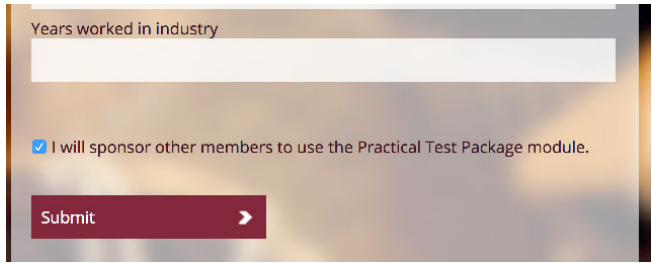 Years worked in industry
I will sponsor other members to use the Practical Test Package module.
Submit